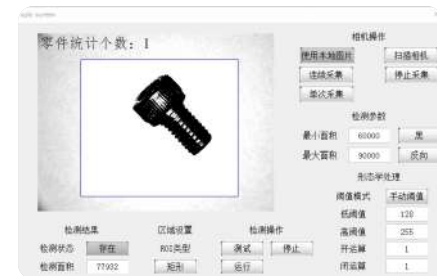 零件统计个数：1
相机操作
使用本地图片
扫描相机
连续采集
停止采集
单次采集
检测参数
最小面积
60000
黑
最大面积
90000
反向
形态学处理
阈值模式
手动阈值
低阈值
120
高阈值
255
开运算
1
闭运算
1
检测结果
检测状态
存在
检测面积
77932
区域设置
ROI类型
矩形
检测操作
测试
停止
运行